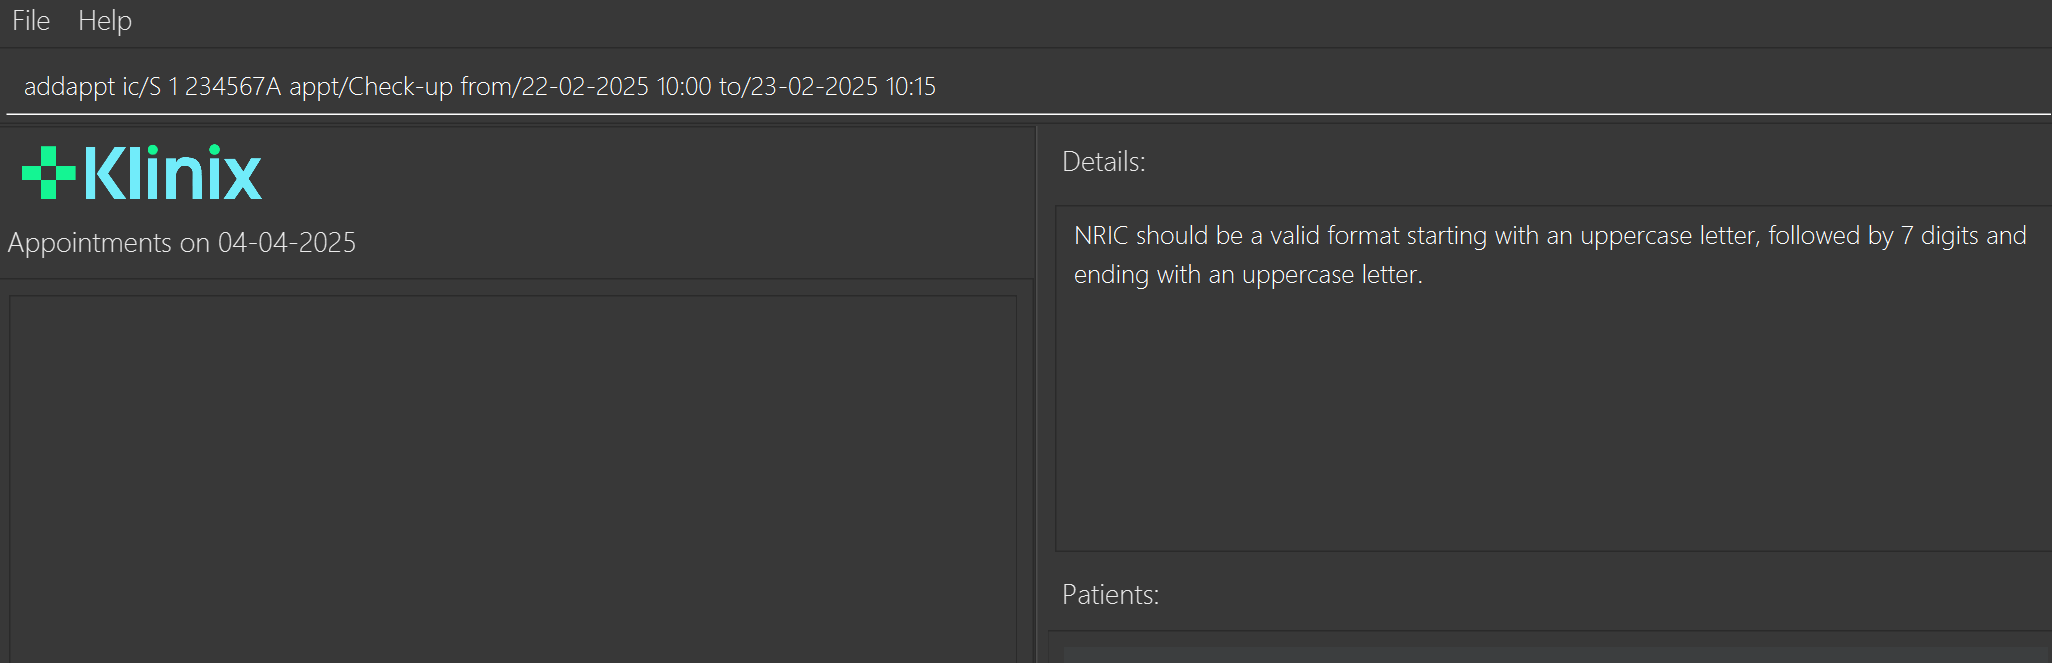 File Help
addappt ic/S 1 234567A appt/Check-up from/22-02-2025 10:00 to/23-02-2025 10:15
Klinix
Appointments on 04-04-2025
Details:
NRIC should be a valid format starting with an uppercase letter, followed by 7 digits and
ending with an uppercase letter.
Patients: